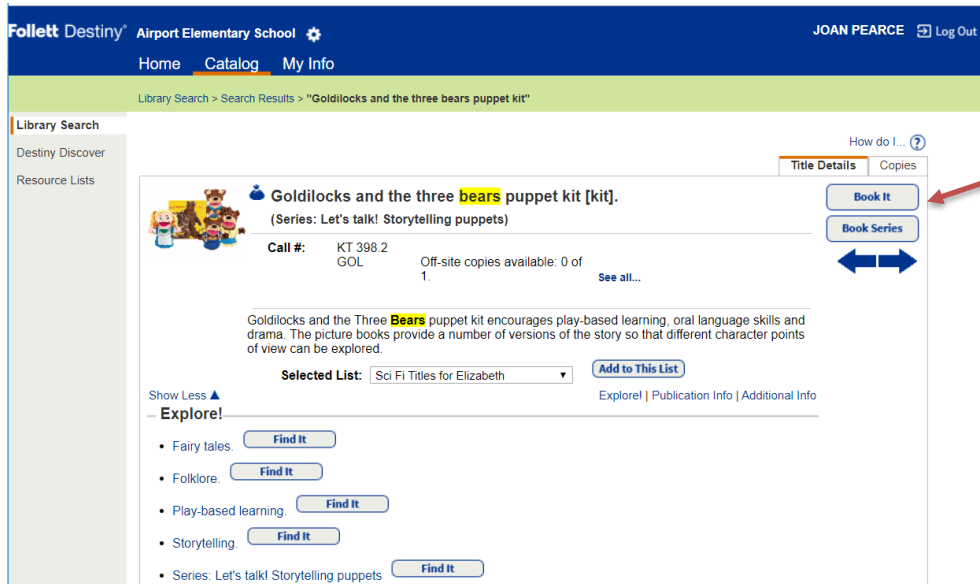 Follett Destiny® Airport Elementary School JOAN PEARCE Log Out
Home Catalog My Info
Library Search > Search Results > "Goldilocks and the three bears puppet kit"
Library Search
Destiny Discover
Resource Lists
How do I... ?
Title Details Copies
Goldilocks and the three bears puppet kit [kit].
(Series: Let's talk! Storytelling puppets)
Book It
Book Series
Call #: KT 398.2
GOL Off-site copies available: 0 of
1. See all...
Goldilocks and the Three Bears puppet kit encourages play-based learning, oral language skills and
drama. The picture books provide a number of versions of the story so that different character points
of view can be explored.
Selected List: Sci Fi Titles for Elizabeth Add to This List
Show Less Explore! | Publication Info | Additional Info
Explore!
• Fairy tales. Find It
• Folklore. Find It
• Play-based learning. Find It
• Storytelling. Find It
• Series: Let's talk! Storytelling puppets Find It